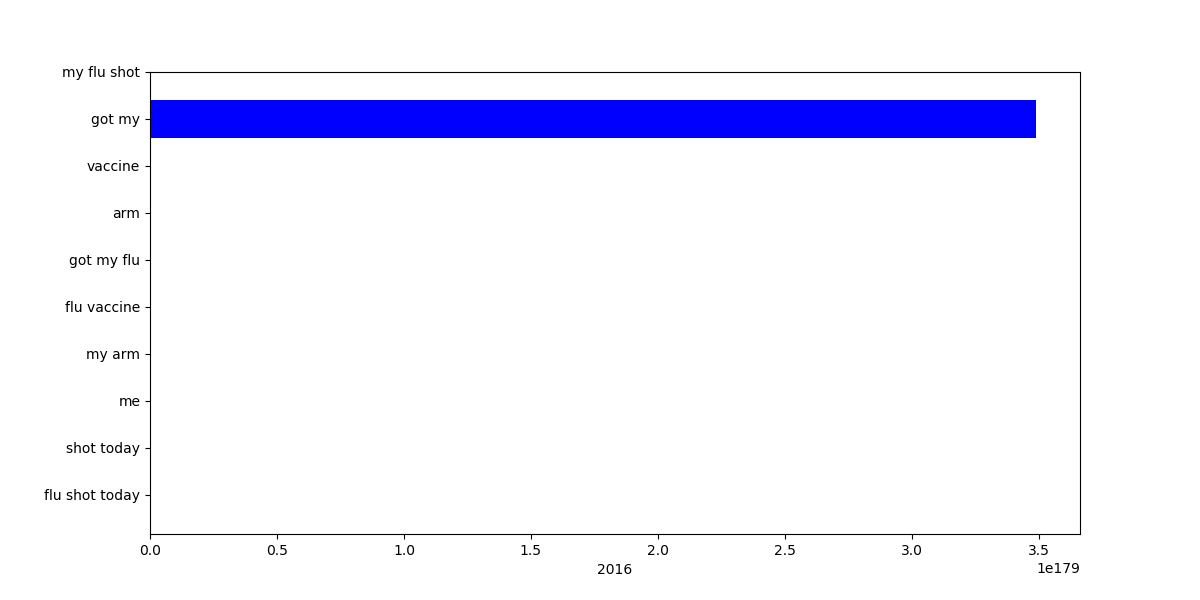 my flu shot
got my
vaccine
arm
got my flu
flu vaccine
my arm
me
shot today
flu shot today
0.0 0.5 1.0 1.5 2.0 2.5 3.0 3.5
2016 1e179